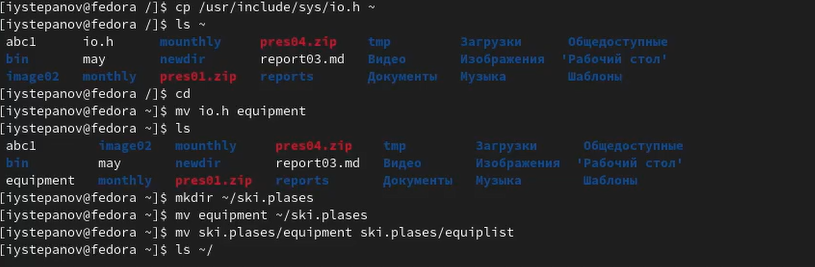 [iystepanov@fedora /]$ cp /usr/include/sys/io.h ~
[iystepanov@fedora /]$ ls ~
abc1 io.h mounthly pres04.zip tmp Загрузки Общедоступные
bin may newdir report03.md Видео Изображения 'Рабочий стол'
image02 monthly pres01.zip reports Документы Музыка Шаблоны
[iystepanov@fedora /]$ cd
[iystepanov@fedora ~]$ mv io.h equipment
[iystepanov@fedora ~]$ ls
abc1 image02 mounthly pres04.zip tmp Загрузки Общедоступные
bin may newdir report03.md Видео Изображения 'Рабочий стол'
equipment monthly pres01.zip reports Документы Музыка Шаблоны
[iystepanov@fedora ~]$ mkdir ~/ski.plases
[iystepanov@fedora ~]$ mv equipment ~/ski.plases
[iystepanov@fedora ~]$ mv ski.plases/equipment ski.plases/equiplist
[iystepanov@fedora ~]$ ls ~/